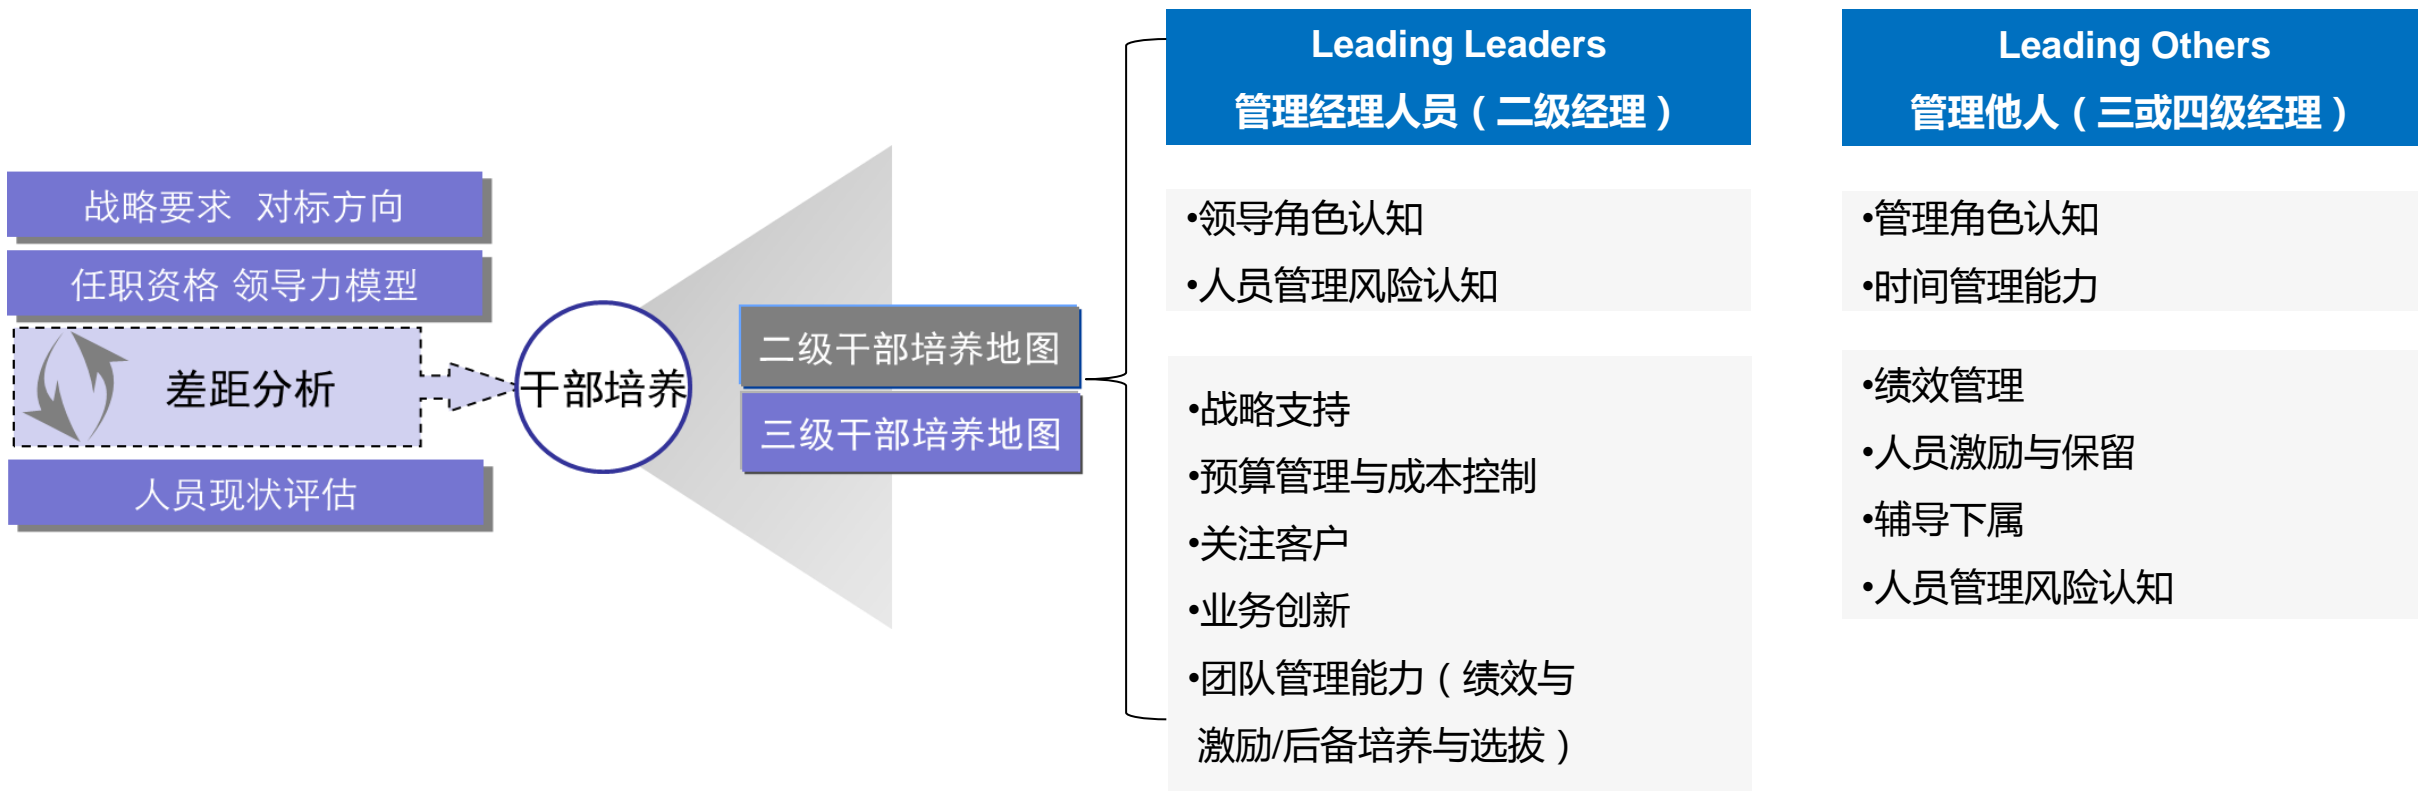 战略要求 对标方向
任职资格 领导力模型
差距分析
人员现状评估
干部培养
二级干部培养地图
三级干部培养地图
Leading Leaders
管理经理人员（二级经理）
•领导角色认知
•人员管理风险认知
•战略支持
•预算管理与成本控制
•关注客户
•业务创新
•团队管理能力（绩效与
激励/后备培养与选拔）
Leading Others
管理他人（三或四级经理）
•管理角色认知
•时间管理能力
•绩效管理
•人员激励与保留
•辅导下属
•人员管理风险认知